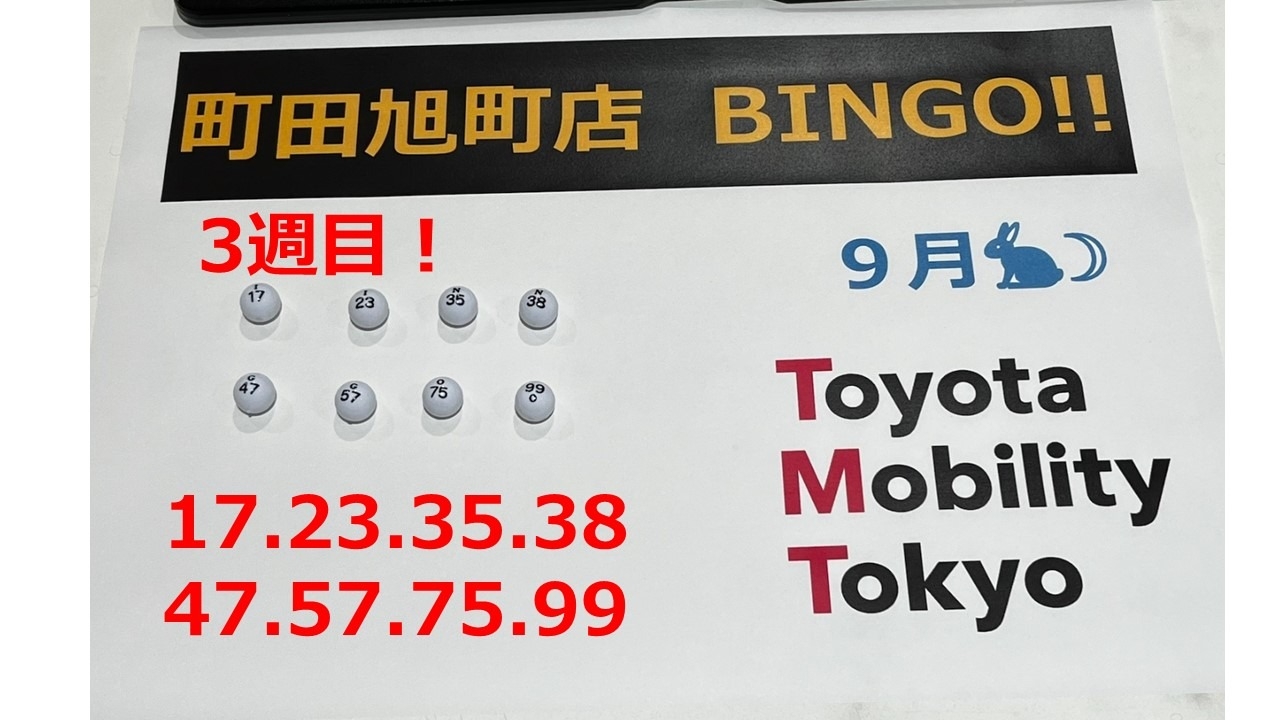 町田旭町店 BINGO!!
3週目！
9月
I 17
I 23
N 35
N 38
G 47
G 57
O 75
99 O
17.23.35.38
47.57.75.99
Toyota
Mobility
Tokyo